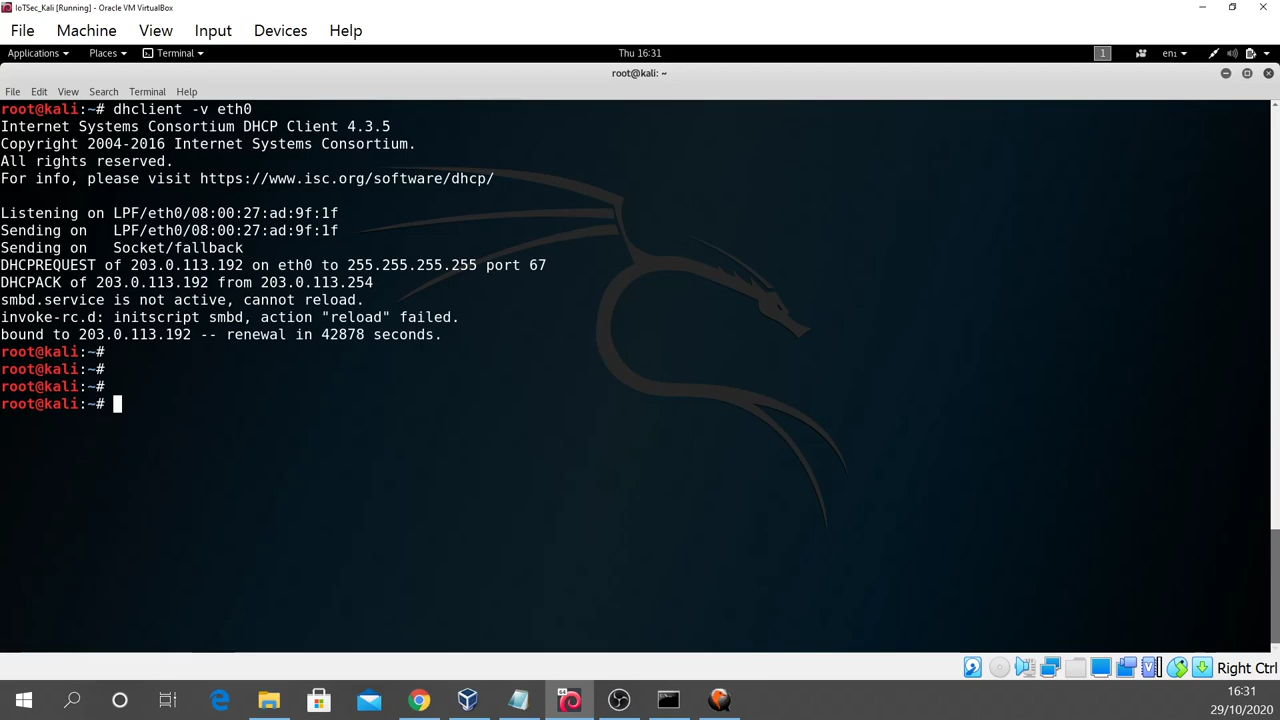 IoTSec_Kali [Running] - Oracle VM VirtualBox
File Machine View Input Devices Help
Applications Places Terminal Thu 16:31 1 en1
root@kali: ~
File Edit View Search Terminal Help
root@kali:~# dhclient -v eth0
Internet Systems Consortium DHCP Client 4.3.5
Copyright 2004-2016 Internet Systems Consortium.
All rights reserved.
For info, please visit https://www.isc.org/software/dhcp/
Listening on LPF/eth0/08:00:27:ad:9f:1f
Sending on   LPF/eth0/08:00:27:ad:9f:1f
Sending on   Socket/fallback
DHCPREQUEST of 203.0.113.192 on eth0 to 255.255.255.255 port 67
DHCPACK of 203.0.113.192 from 203.0.113.254
smbd.service is not active, cannot reload.
invoke-rc.d: initscript smbd, action "reload" failed.
bound to 203.0.113.192 -- renewal in 42878 seconds.
root@kali:~#
root@kali:~#
root@kali:~#
root@kali:~#
Right Ctrl
16:31
29/10/2020